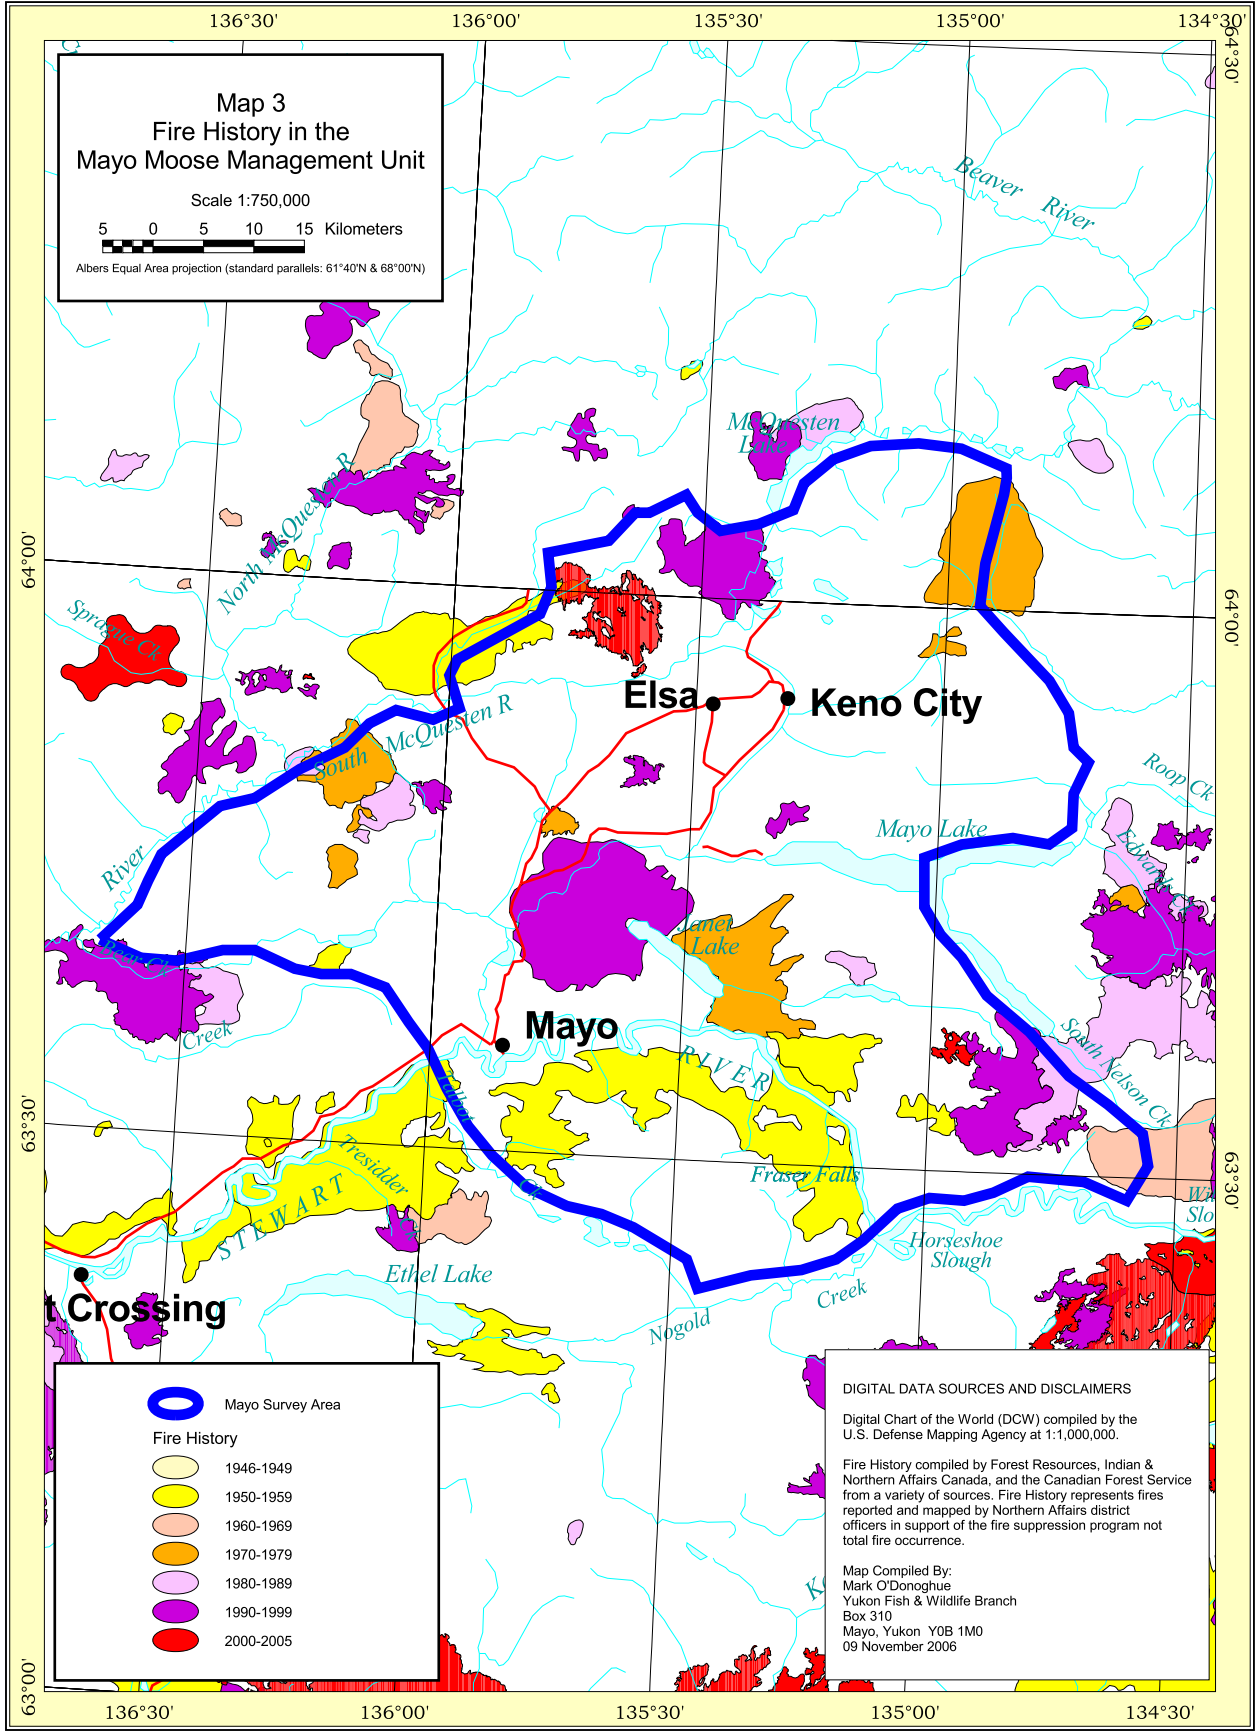 136°30'
136°00'
135°30'
135°00'
134°30'
64°30'
Map 3
Fire History in the
Mayo Moose Management Unit
Scale 1:750,000
5 0 5 10 15 Kilometers
Albers Equal Area projection (standard parallels: 61°40'N & 68°00'N)
Beaver River
McQuesten
Lake
North McQuesten R
64°00'
64°00'
Sprague Ck
Elsa
Keno City
South McQuesten R
Roop Ck
River
Mayo Lake
Edwards Ck
Janet
Lake
Bear Ck
Creek
Mayo
RIVER
South Nelson Ck
Talbot
Ck
63°30'
63°30'
Tresidder
Ck
Fraser Falls
STEWART
Slo
Horseshoe
Slough
Ethel Lake
Creek
Nogold
t Crossing
Mayo Survey Area
Fire History
1946-1949
1950-1959
1960-1969
1970-1979
1980-1989
1990-1999
2000-2005
DIGITAL DATA SOURCES AND DISCLAIMERS
Digital Chart of the World (DCW) compiled by the
U.S. Defense Mapping Agency at 1:1,000,000.
Fire History compiled by Forest Resources, Indian &
Northern Affairs Canada, and the Canadian Forest Service
from a variety of sources. Fire History represents fires
reported and mapped by Northern Affairs district
officers in support of the fire suppression program not
total fire occurrence.
Map Compiled By:
Mark O'Donoghue
Yukon Fish & Wildlife Branch
Box 310
Mayo, Yukon Y0B 1M0
09 November 2006
63°00'
136°30'
136°00'
135°30'
135°00'
134°30'